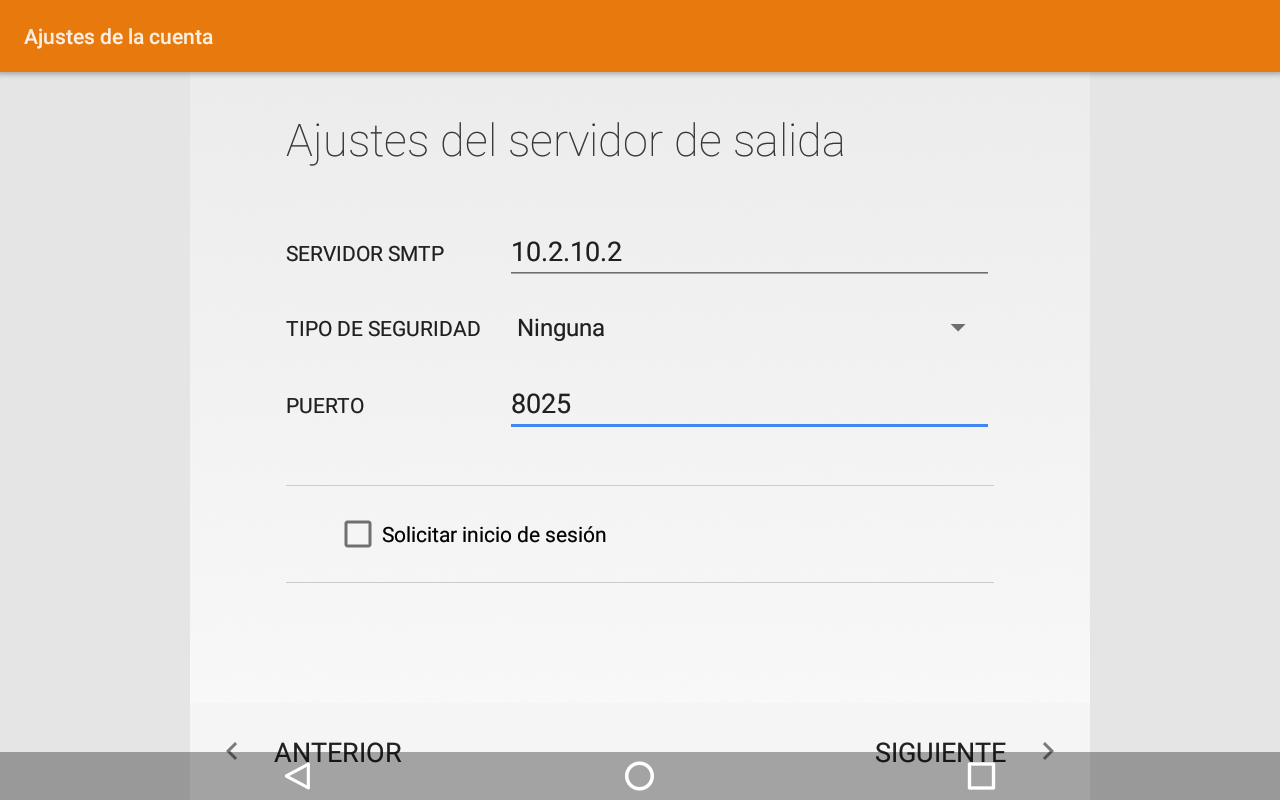 Ajustes de la cuenta
Ajustes del servidor de salida
SERVIDOR SMTP 10.2.10.2
TIPO DE SEGURIDAD Ninguna
PUERTO 8025
Solicitar inicio de sesión
ANTERIOR SIGUIENTE